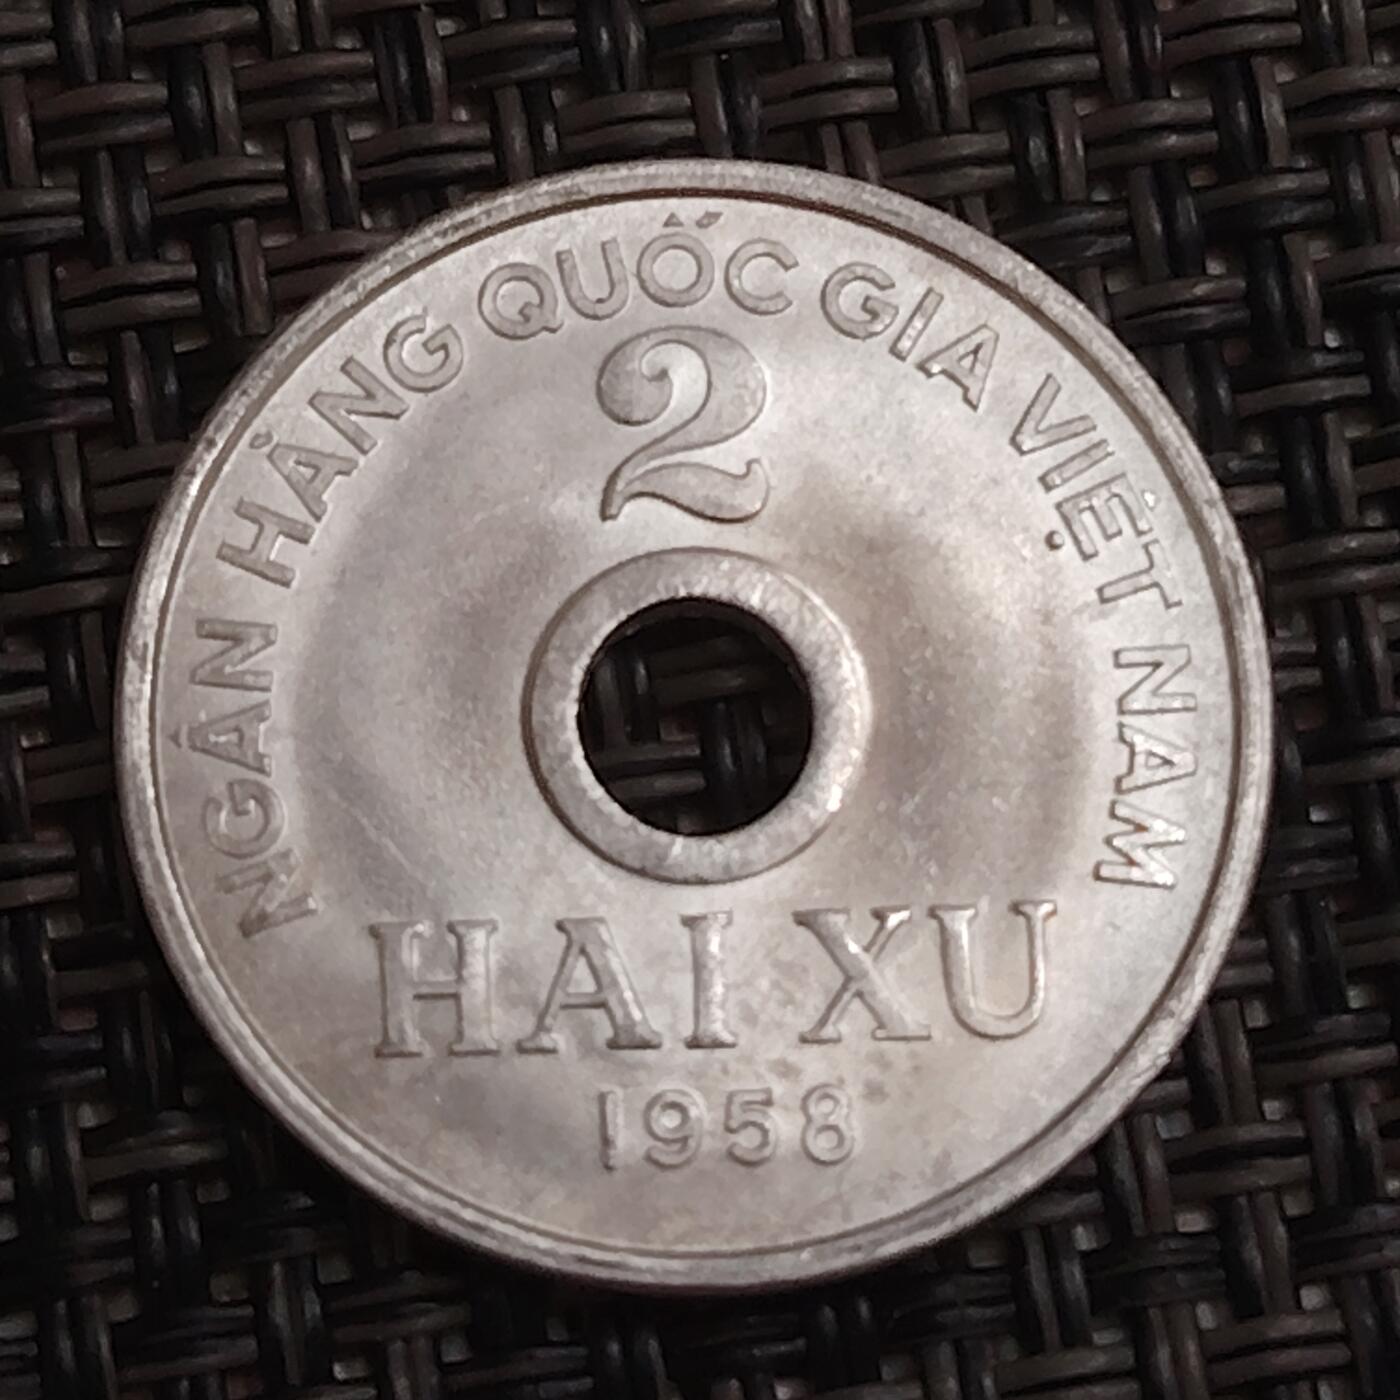 NGÂN HÀNG QUỐC GIA VIỆT NAM
2
HAI XU
1958